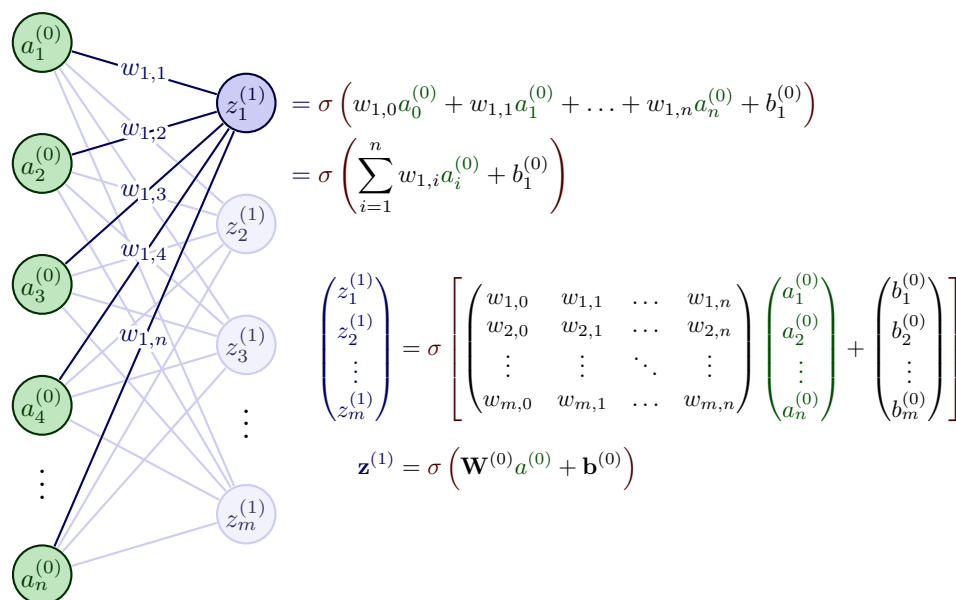 a_1^{(0)}
a_2^{(0)}
a_3^{(0)}
a_4^{(0)}
⋮
a_n^{(0)}
w_{1,1}
w_{1,2}
w_{1,3}
w_{1,4}
w_{1,n}
z_1^{(1)}
z_2^{(1)}
z_3^{(1)}
⋮
z_m^{(1)}
= σ ( w_{1,0} a_0^{(0)} + w_{1,1} a_1^{(0)} + … + w_{1,n} a_n^{(0)} + b_1^{(0)} )
= σ ( ∑_{i=1}^{n} w_{1,i} a_i^{(0)} + b_1^{(0)} )
z_1^{(1)} w_{1,0} w_{1,1} … w_{1,n} a_1^{(0)} b_1^{(0)}
z_2^{(1)} = σ w_{2,0} w_{2,1} … w_{2,n} a_2^{(0)} + b_2^{(0)}
⋮ ⋮ ⋮ ⋱ ⋮ ⋮ ⋮
z_m^{(1)} w_{m,0} w_{m,1} … w_{m,n} a_n^{(0)} b_m^{(0)}
z^{(1)} = σ ( W^{(0)} a^{(0)} + b^{(0)} )